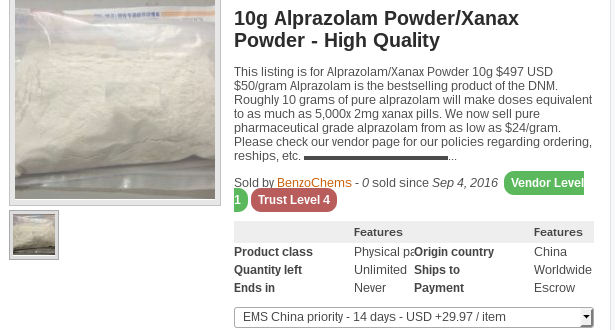 10g Alprazolam Powder/Xanax
Powder - High Quality
This listing is for Alprazolam/Xanax Powder 10g $497 USD
$50/gram Alprazolam is the bestselling product of the DNM.
Roughly 10 grams of pure alprazolam will make doses equivalent
to as much as 5,000x 2mg xanax pills. We now sell pure
pharmaceutical grade alprazolam from as low as $24/gram.
Please check our vendor page for our policies regarding ordering,
reships, etc. ...
Sold by BenzoChems - 0 sold since Sep 4, 2016 Vendor Level
1 Trust Level 4
Features Features
Product class Physical pa Origin country China
Quantity left Unlimited Ships to Worldwide
Ends in Never Payment Escrow
EMS China priority - 14 days - USD +29.97 / item